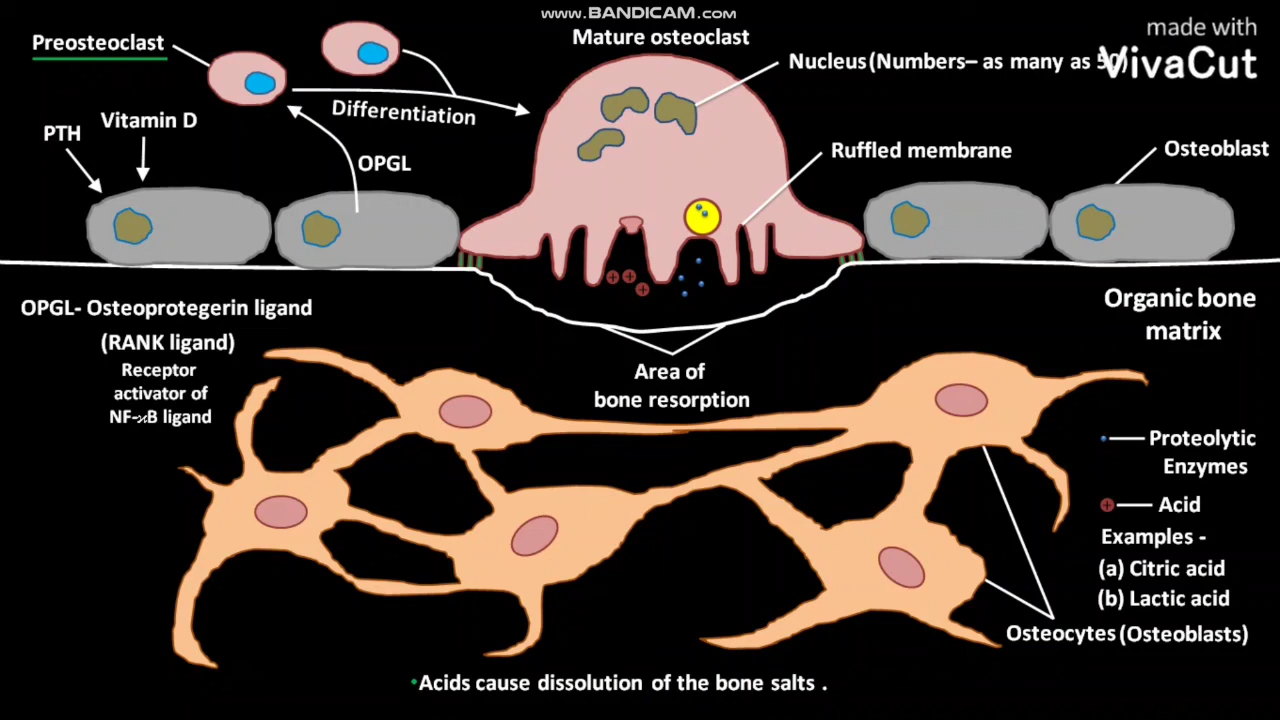 www.BANDICAM.com
made with
VivaCut
Preosteoclast
Mature osteoclast
Nucleus (Numbers– as many as 50)
Differentiation
PTH
Vitamin D
OPGL
Ruffled membrane
Osteoblast
OPGL- Osteoprotegerin ligand
(RANK ligand)
Receptor
activator of
NF-ϰB ligand
Organic bone
matrix
Area of
bone resorption
Proteolytic
Enzymes
Acid
Examples -
(a) Citric acid
(b) Lactic acid
Osteocytes (Osteoblasts)
•Acids cause dissolution of the bone salts .